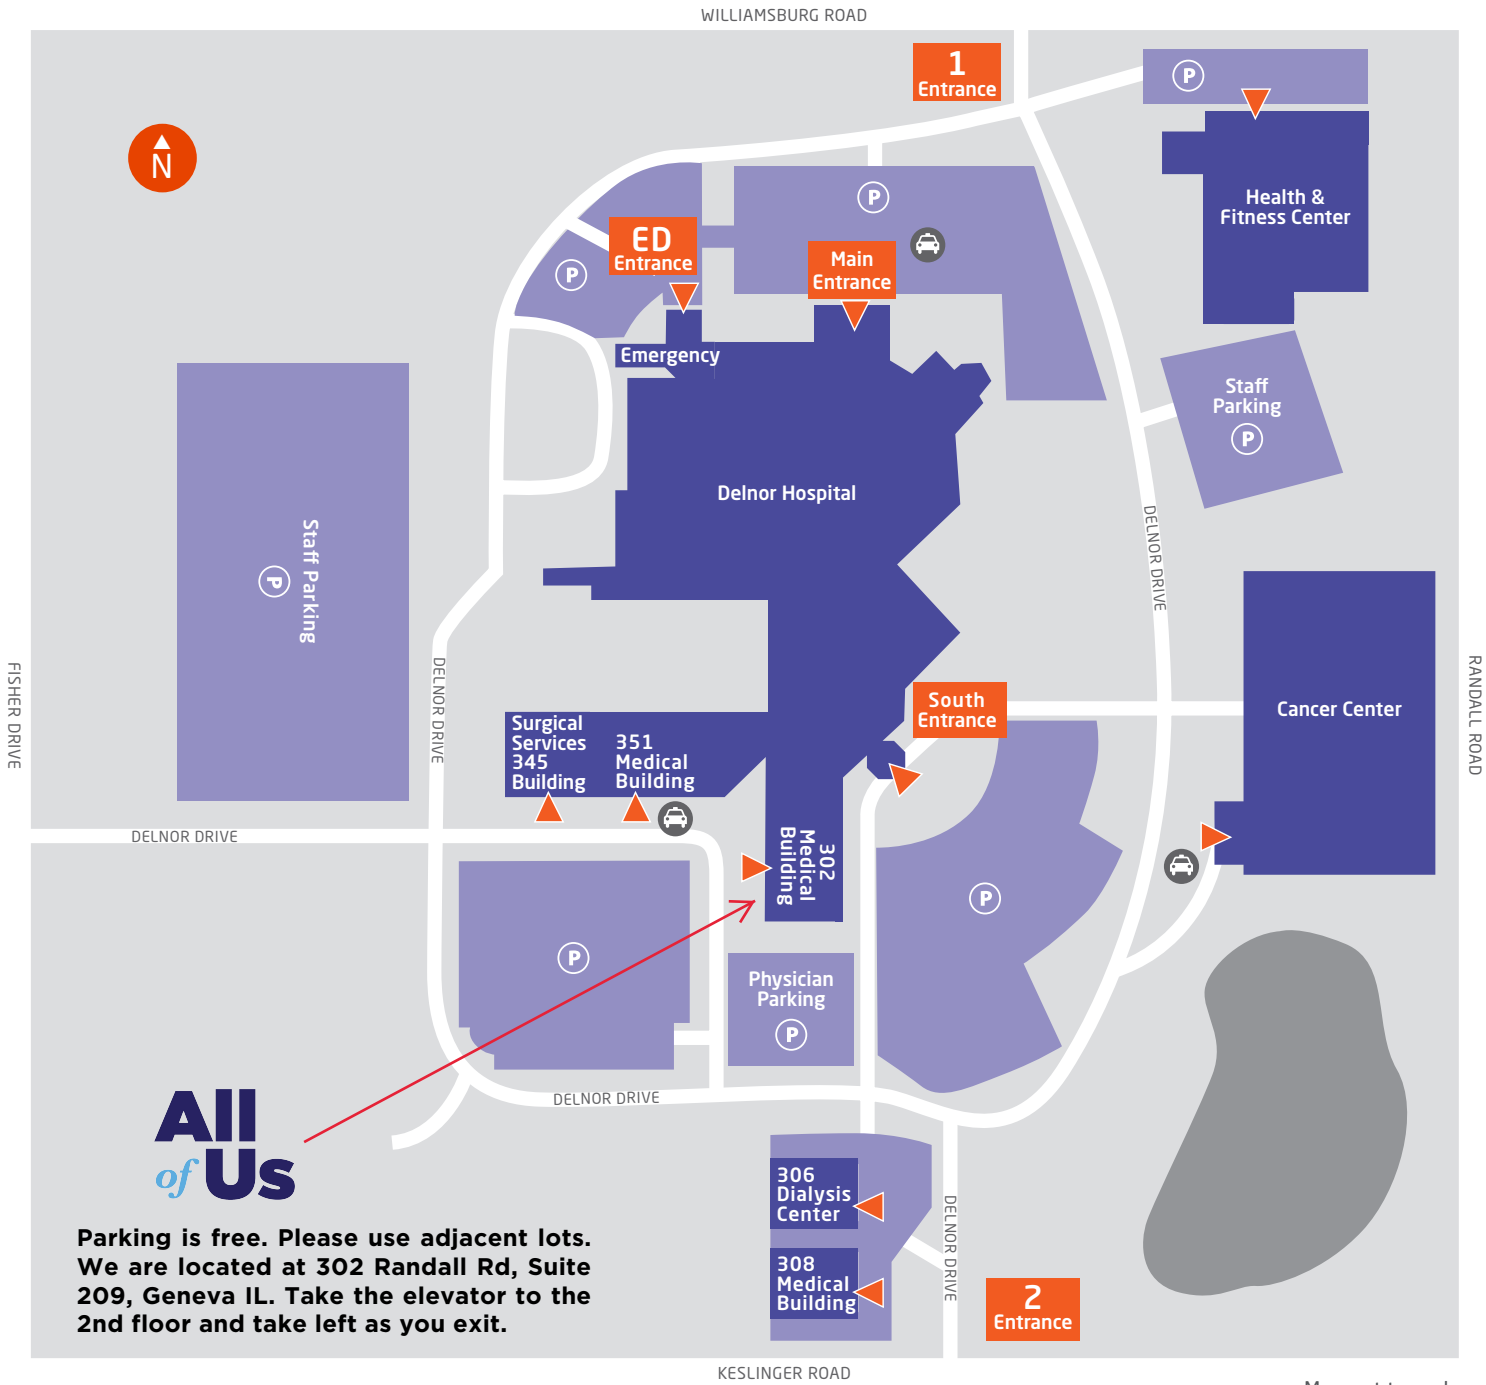 WILLIAMSBURG ROAD
1
Entrance
P
N
Health &
Fitness Center
P
ED
Entrance
P
Main
Entrance
P
Emergency
Staff
Parking
P
Delnor Hospital
DELNOR DRIVE
Staff Parking
P
FISHER DRIVE
DELNOR DRIVE
RANDALL ROAD
South
Entrance
Cancer Center
Surgical
Services
345
Building
351
Medical
Building
302
Medical
Building
DELNOR DRIVE
P
P
Physician
Parking
P
DELNOR DRIVE
All
of Us
306
Dialysis
Center
DELNOR DRIVE
308
Medical
Building
2
Entrance
Parking is free. Please use adjacent lots.
We are located at 302 Randall Rd, Suite
209, Geneva IL. Take the elevator to the
2nd floor and take left as you exit.
KESLINGER ROAD